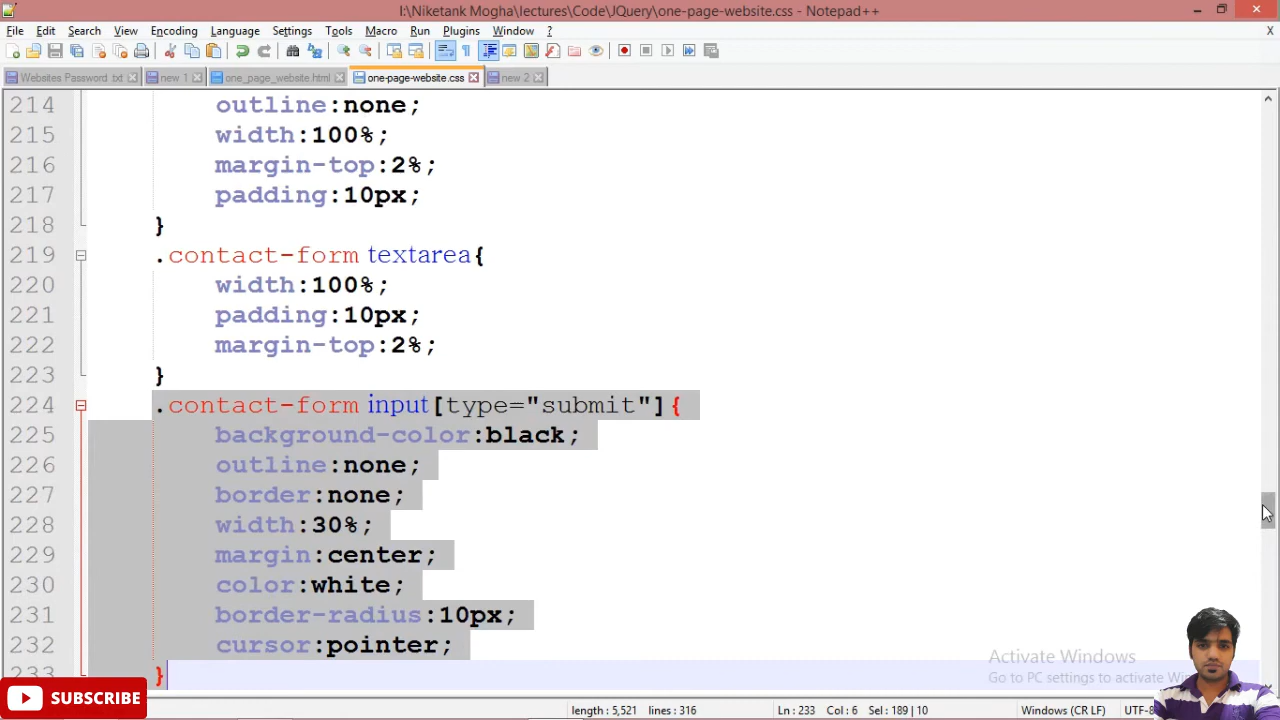 I:\Niketank Mogha\lectures\Code\JQuery\one-page-website.css - Notepad++
File Edit Search View Encoding Language Settings Tools Macro Run Plugins Window ?
X
Websites Password txt new 1 one_page_website.html one-page-website.css new 2
214 outline:none;
215 width:100%;
216 margin-top:2%;
217 padding:10px;
218 }
219 .contact-form textarea{
220 width:100%;
221 padding:10px;
222 margin-top:2%;
223 }
224 .contact-form input[type="submit"]{
225 background-color:black;
226 outline:none;
227 border:none;
228 width:30%;
229 margin:center;
230 color:white;
231 border-radius:10px;
232 cursor:pointer;
233 }
Activate Windows
Go to PC settings to activate
SUBSCRIBE
length : 5,521 lines : 316 Ln : 233 Col : 6 Sel : 189 | 10 Windows (CR LF) UTF-8